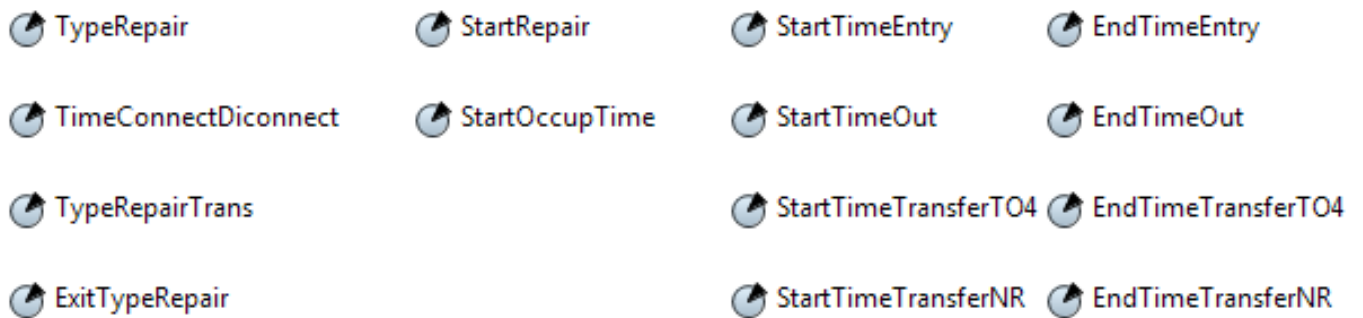 TypeRepair StartRepair StartTimeEntry EndTimeEntry
TimeConnectDiconnect StartOccupTime StartTimeOut EndTimeOut
TypeRepairTrans StartTimeTransferTO4 EndTimeTransferTO4
ExitTypeRepair StartTimeTransferNR EndTimeTransferNR